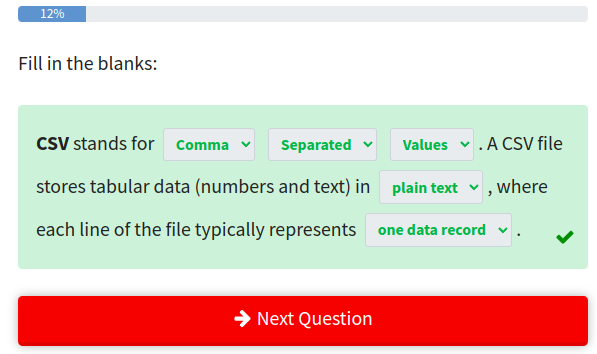 12%
Fill in the blanks:
CSV stands for Comma Separated Values . A CSV file
stores tabular data (numbers and text) in plain text , where
each line of the file typically represents one data record .
Next Question